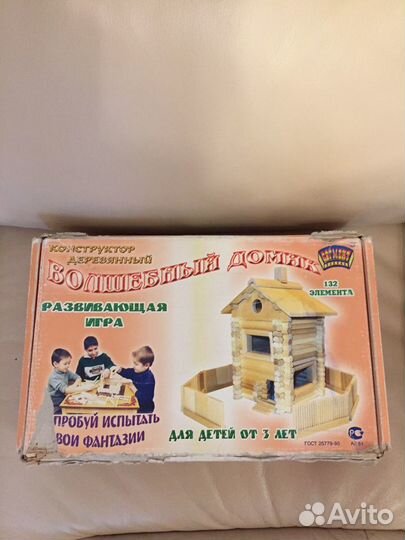 КОНСТРУКТОР
ДЕРЕВЯННЫЙ
ВОЛШЕБНЫЙ ДОМИК
132
ЭЛЕМЕНТА
РАЗВИВАЮЩАЯ
ИГРА
ПРОБУЙ ИСПЫТАТЬ
ВОИ ФАНТАЗИИ
ДЛЯ ДЕТЕЙ ОТ 3 ЛЕТ
ГОСТ 25779-90
Avito